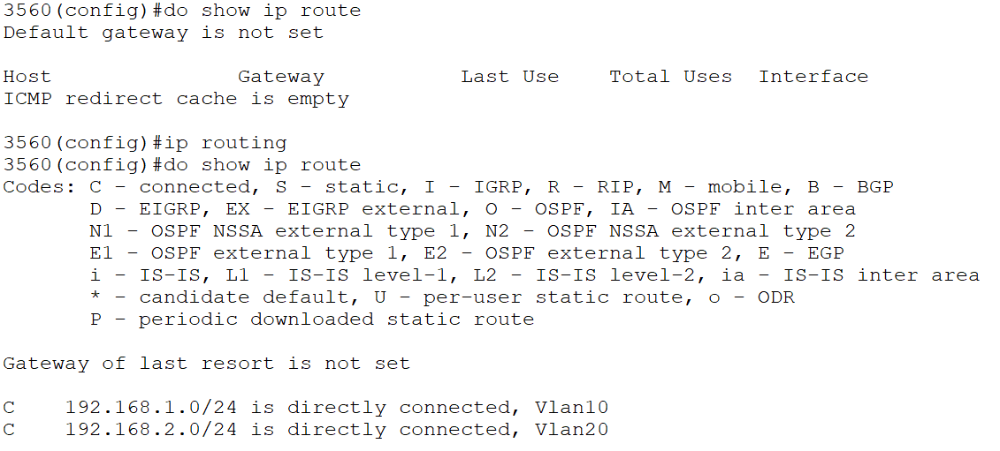 3560(config)#do show ip route
Default gateway is not set
Host Gateway Last Use Total Uses Interface
ICMP redirect cache is empty
3560(config)#ip routing
3560(config)#do show ip route
Codes: C - connected, S - static, I - IGRP, R - RIP, M - mobile, B - BGP
D - EIGRP, EX - EIGRP external, O - OSPF, IA - OSPF inter area
N1 - OSPF NSSA external type 1, N2 - OSPF NSSA external type 2
E1 - OSPF external type 1, E2 - OSPF external type 2, E - EGP
i - IS-IS, L1 - IS-IS level-1, L2 - IS-IS level-2, ia - IS-IS inter area
* - candidate default, U - per-user static route, o - ODR
P - periodic downloaded static route
Gateway of last resort is not set
C 192.168.1.0/24 is directly connected, Vlan10
C 192.168.2.0/24 is directly connected, Vlan20